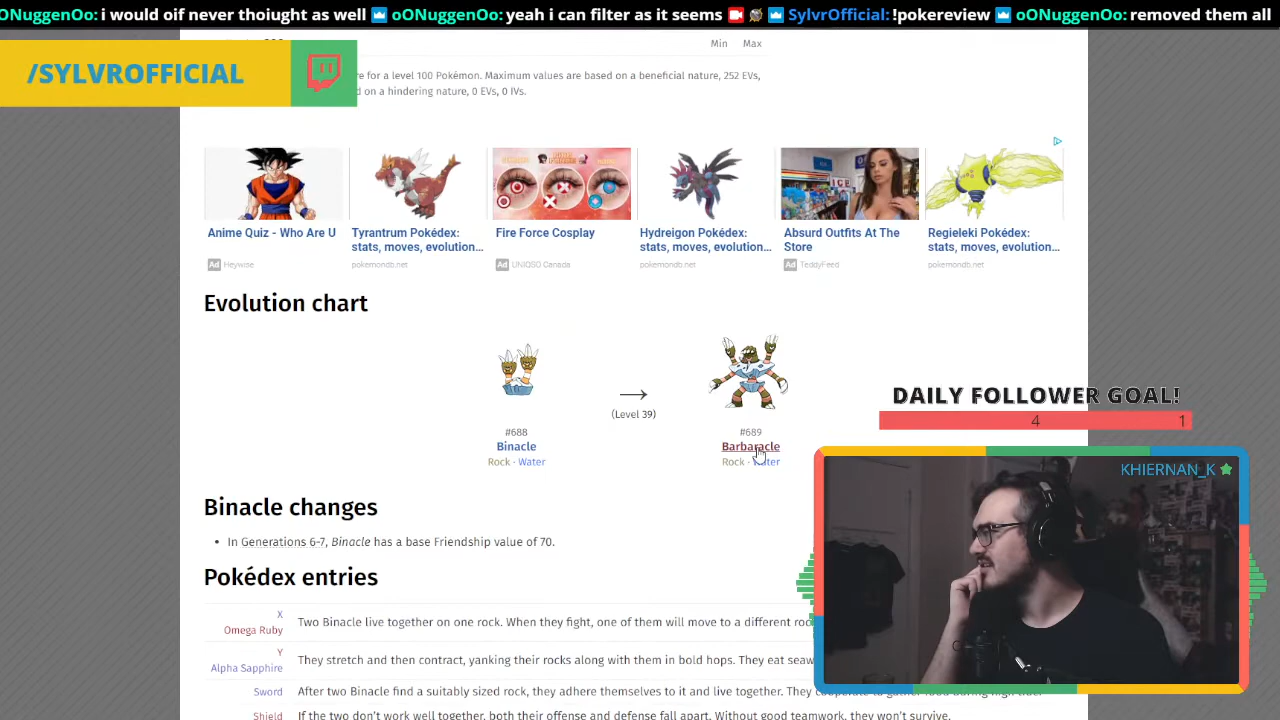 oONuggenOo: i would oif never thoiught as well oONuggenOo: yeah i can filter as it seems SylvrOfficial: !pokereview oONuggenOo: removed them all
/SYLVROFFICIAL
Min Max
re for a level 100 Pokémon. Maximum values are based on a beneficial nature, 252 EVs,
d on a hindering nature, 0 EVs, 0 IVs.
Anime Quiz - Who Are U
Ad Heywise
Tyrantrum Pokédex:
stats, moves, evolution...
pokemondb.net
Fire Force Cosplay
Ad UNIQSO Canada
Hydreigon Pokédex:
stats, moves, evolution...
pokemondb.net
ICE
Absurd Outfits At The
Store
Ad TeddyFeed
Regieleki Pokédex:
stats, moves, evolution...
pokemondb.net
Evolution chart
#688
Binacle
Rock · Water
(Level 39)
#689
Barbaracle
Rock · Water
DAILY FOLLOWER GOAL!
4 1
KHIERNAN_K
Binacle changes
• In Generations 6-7, Binacle has a base Friendship value of 70.
Pokédex entries
X
Omega Ruby
Two Binacle live together on one rock. When they fight, one of them will move to a different roc
Y
Alpha Sapphire
They stretch and then contract, yanking their rocks along with them in bold hops. They eat seaw
Sword
After two Binacle find a suitably sized rock, they adhere themselves to it and live together. They
Shield
If the two don't work well together, both their offense and defense fall apart. Without good teamwork, they won't survive.